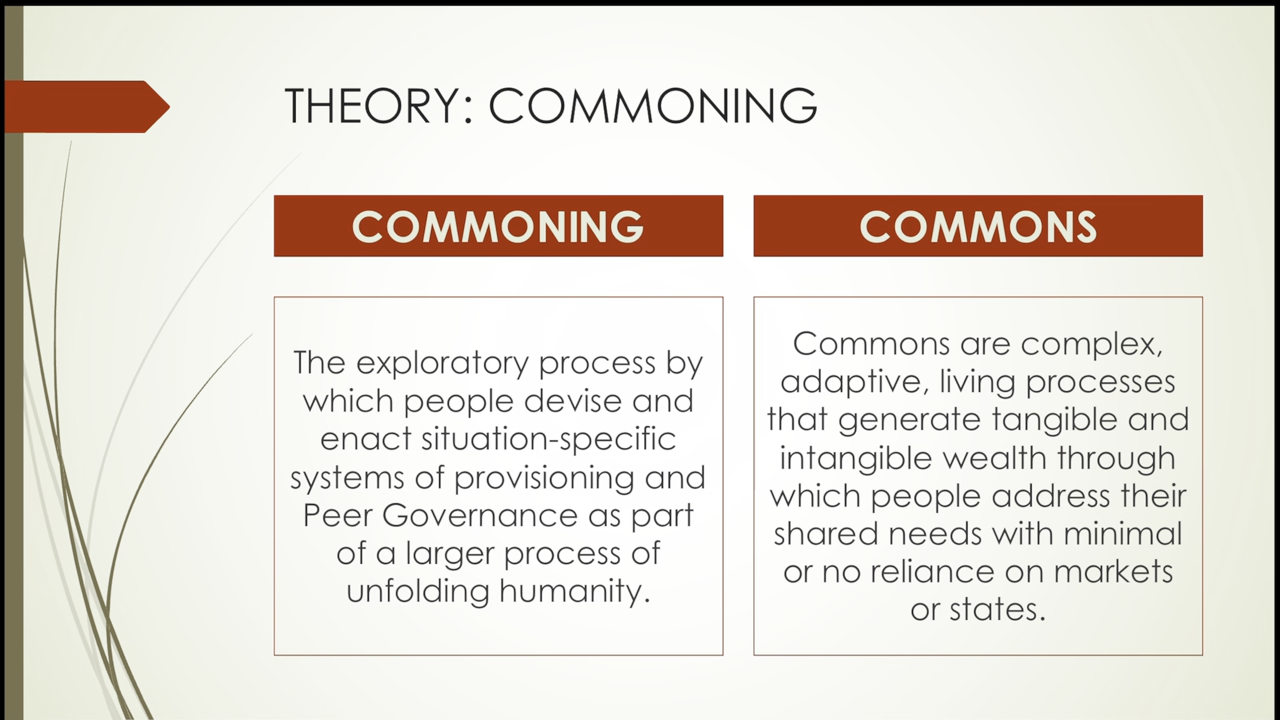 THEORY: COMMONING
COMMONING
The exploratory process by
which people devise and
enact situation-specific
systems of provisioning and
Peer Governance as part
of a larger process of
unfolding humanity.
COMMONS
Commons are complex,
adaptive, living processes
that generate tangible and
intangible wealth through
which people address their
shared needs with minimal
or no reliance on markets
or states.